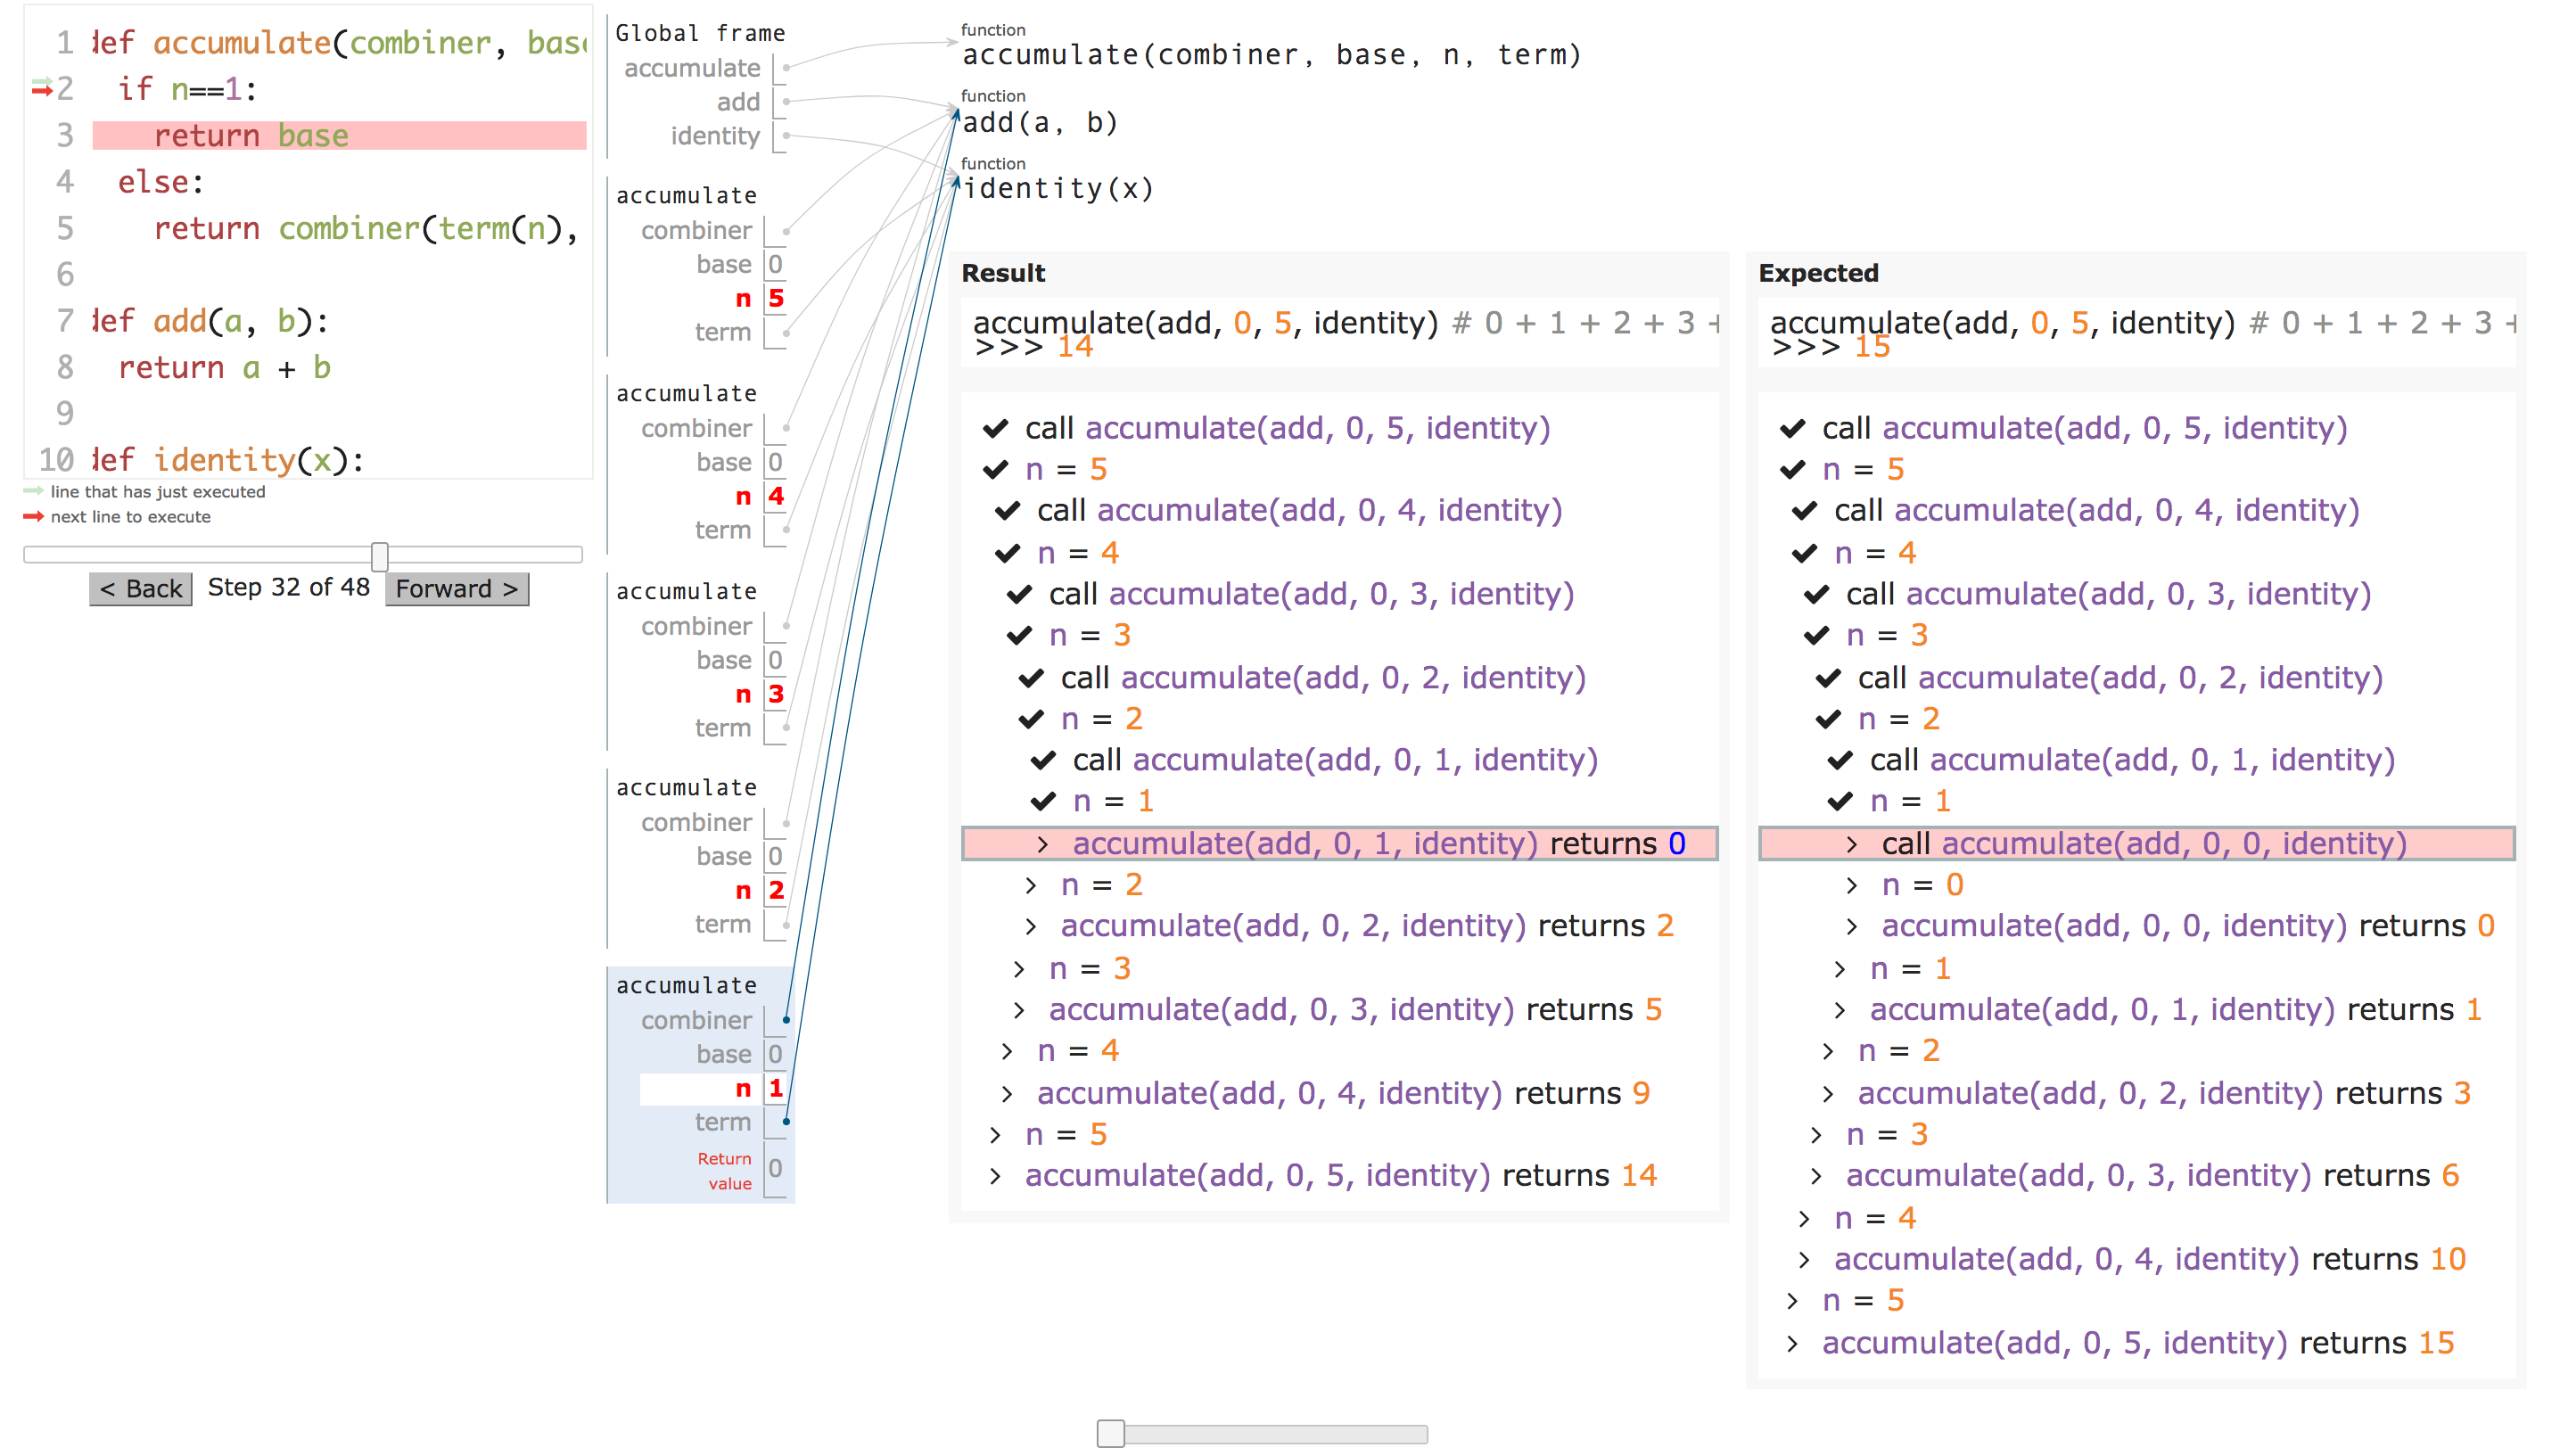 1 def accumulate(combiner, base
2 if n==1:
3 return base
4 else:
5 return combiner(term(n),
6
7 def add(a, b):
8 return a + b
9
10 def identity(x):
line that has just executed
next line to execute
< Back Step 32 of 48 Forward >
Global frame
accumulate
add
identity
accumulate
combiner
base 0
n 5
term
accumulate
combiner
base 0
n 4
term
accumulate
combiner
base 0
n 3
term
accumulate
combiner
base 0
n 2
term
accumulate
combiner
base 0
n 1
term
Return
value 0
function
accumulate(combiner, base, n, term)
function
add(a, b)
function
identity(x)
Result
accumulate(add, 0, 5, identity) # 0 + 1 + 2 + 3 +
>>> 14
call accumulate(add, 0, 5, identity)
n = 5
call accumulate(add, 0, 4, identity)
n = 4
call accumulate(add, 0, 3, identity)
n = 3
call accumulate(add, 0, 2, identity)
n = 2
call accumulate(add, 0, 1, identity)
n = 1
> accumulate(add, 0, 1, identity) returns 0
> n = 2
> accumulate(add, 0, 2, identity) returns 2
> n = 3
> accumulate(add, 0, 3, identity) returns 5
> n = 4
> accumulate(add, 0, 4, identity) returns 9
> n = 5
> accumulate(add, 0, 5, identity) returns 14
Expected
accumulate(add, 0, 5, identity) # 0 + 1 + 2 + 3 +
>>> 15
call accumulate(add, 0, 5, identity)
n = 5
call accumulate(add, 0, 4, identity)
n = 4
call accumulate(add, 0, 3, identity)
n = 3
call accumulate(add, 0, 2, identity)
n = 2
call accumulate(add, 0, 1, identity)
n = 1
> call accumulate(add, 0, 0, identity)
> n = 0
> accumulate(add, 0, 0, identity) returns 0
> n = 1
> accumulate(add, 0, 1, identity) returns 1
> n = 2
> accumulate(add, 0, 2, identity) returns 3
> n = 3
> accumulate(add, 0, 3, identity) returns 6
> n = 4
> accumulate(add, 0, 4, identity) returns 10
> n = 5
> accumulate(add, 0, 5, identity) returns 15